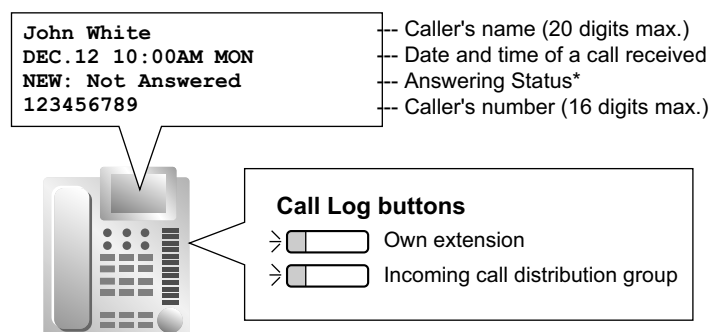 John White
--- Caller's name (20 digits max.)
DEC.12 10:00AM MON
--- Date and time of a call received
NEW: Not Answered
--- Answering Status*
123456789
--- Caller's number (16 digits max.)
Call Log buttons
Own extension
Incoming call distribution group